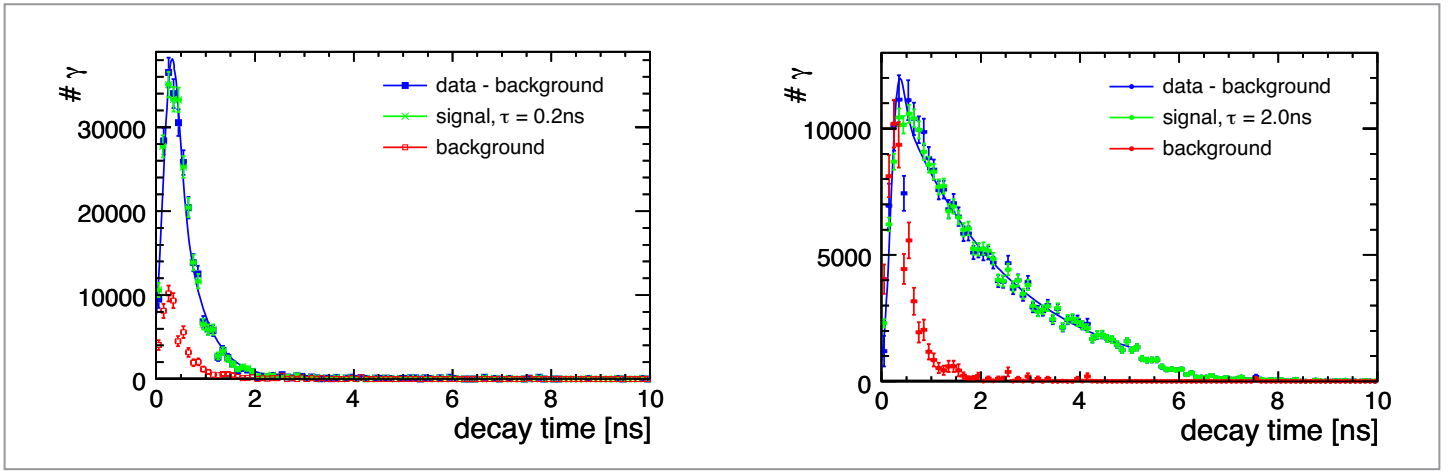 # γ
data - background
signal, τ = 0.2ns
background
30000
20000
10000
0
0 2 4 6 8 10
decay time [ns]
# γ
data - background
signal, τ = 2.0ns
background
10000
5000
0
0 2 4 6 8 10
decay time [ns]